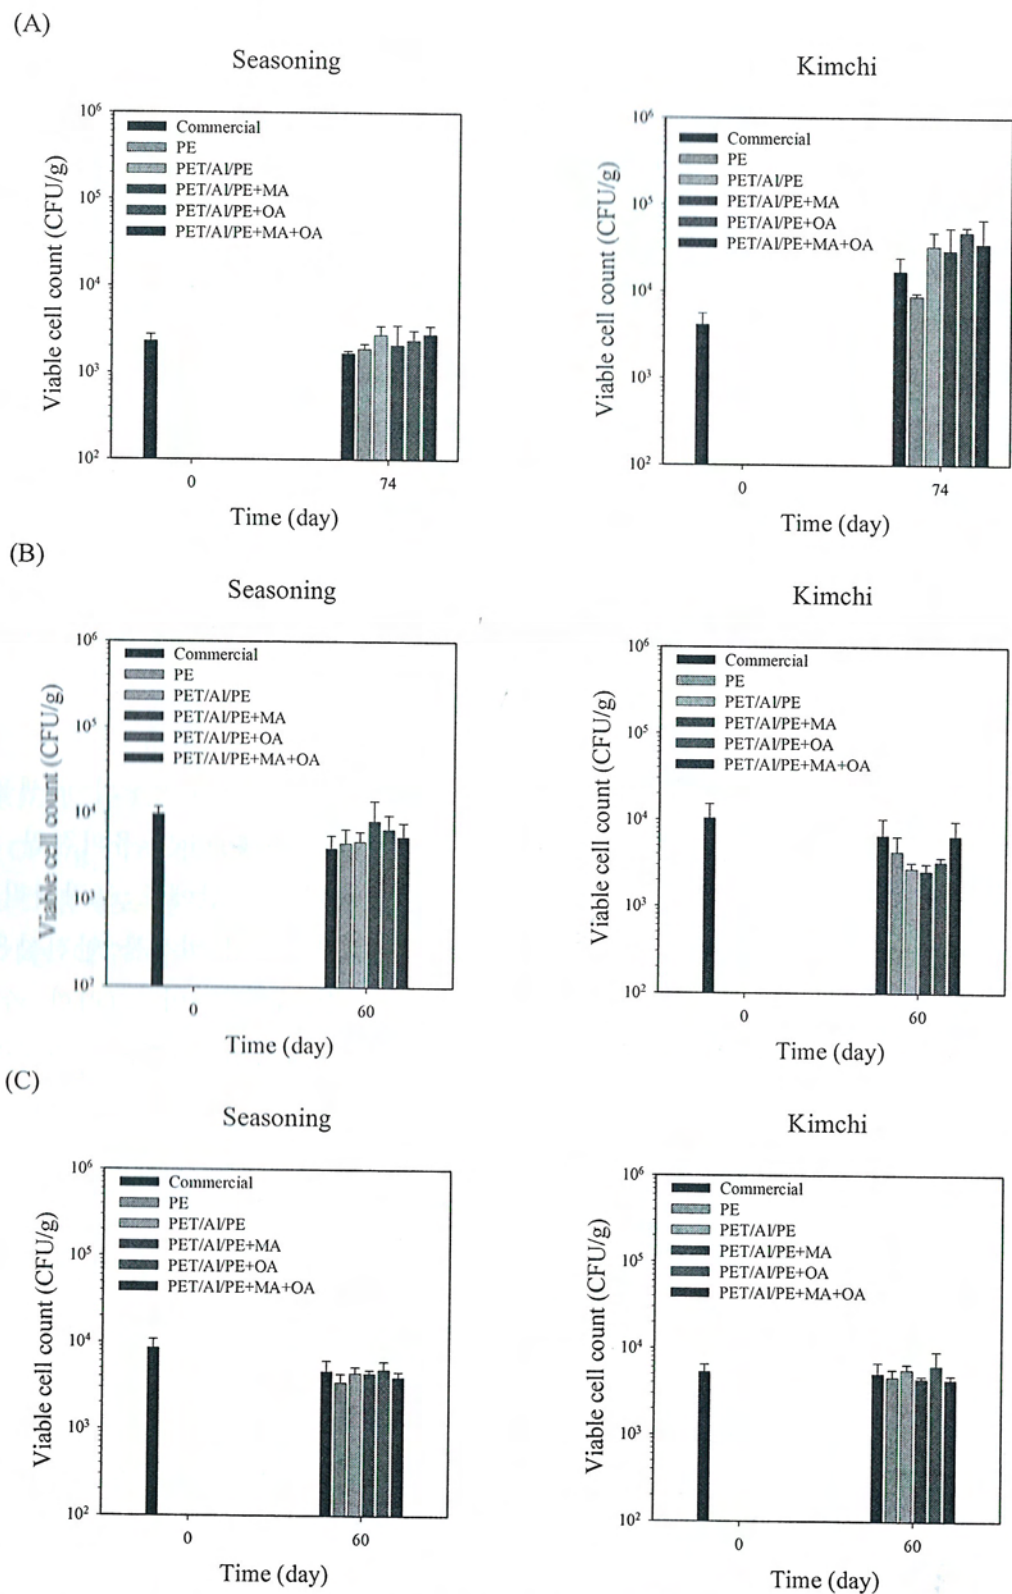 (A)
Seasoning
10⁶
10⁵
10⁴
10³
10²
Viable cell count (CFU/g)
Commercial
PE
PET/Al/PE
PET/Al/PE+MA
PET/Al/PE+OA
PET/Al/PE+MA+OA
0
74
Time (day)
Kimchi
10⁶
10⁵
10⁴
10³
10²
Viable cell count (CFU/g)
Commercial
PE
PET/Al/PE
PET/Al/PE+MA
PET/Al/PE+OA
PET/Al/PE+MA+OA
0
74
Time (day)
(B)
Seasoning
10⁶
10⁵
10⁴
10³
10²
Viable cell count (CFU/g)
Commercial
PE
PET/Al/PE
PET/Al/PE+MA
PET/Al/PE+OA
PET/Al/PE+MA+OA
0
60
Time (day)
Kimchi
10⁶
10⁵
10⁴
10³
10²
Viable cell count (CFU/g)
Commercial
PE
PET/Al/PE
PET/Al/PE+MA
PET/Al/PE+OA
PET/Al/PE+MA+OA
0
60
Time (day)
(C)
Seasoning
10⁶
10⁵
10⁴
10³
10²
Viable cell count (CFU/g)
Commercial
PE
PET/Al/PE
PET/Al/PE+MA
PET/Al/PE+OA
PET/Al/PE+MA+OA
0
60
Time (day)
Kimchi
10⁶
10⁵
10⁴
10³
10²
Viable cell count (CFU/g)
Commercial
PE
PET/Al/PE
PET/Al/PE+MA
PET/Al/PE+OA
PET/Al/PE+MA+OA
0
60
Time (day)